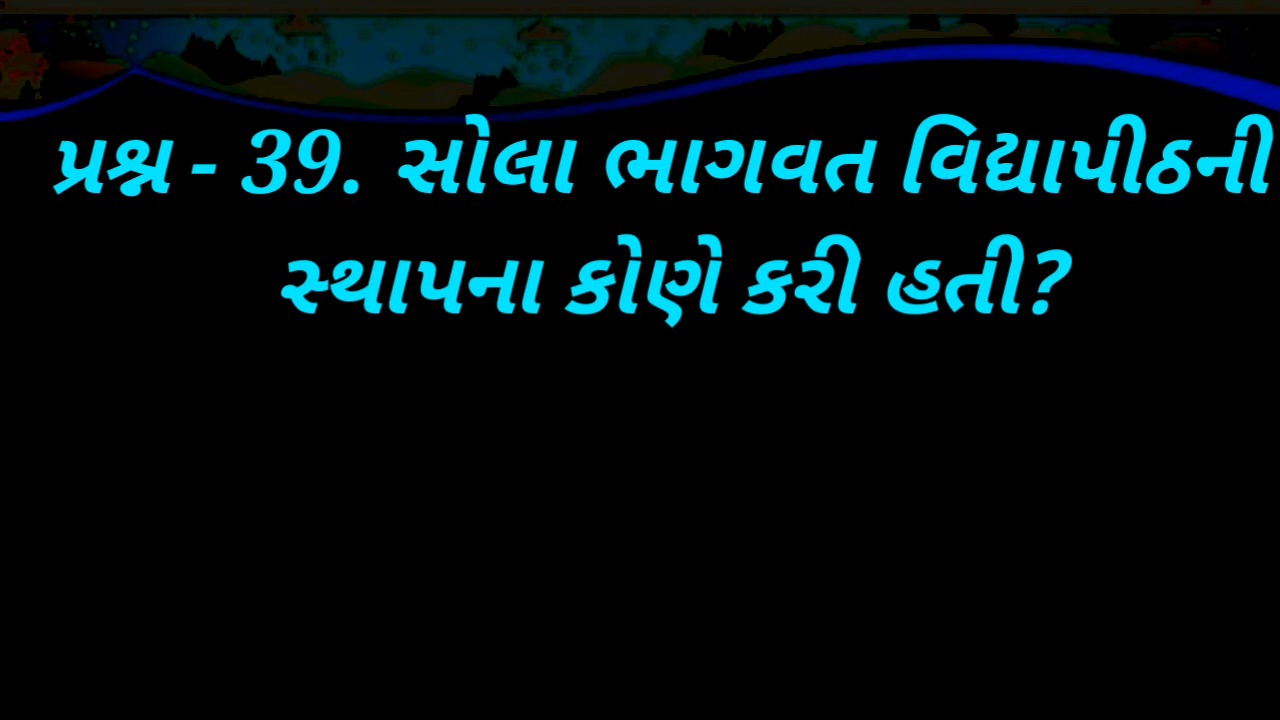 પ્રશ્ન - 39. સોલા ભાગવત વિદ્યાપીઠની
સ્થાપના કોણે કરી હતી?